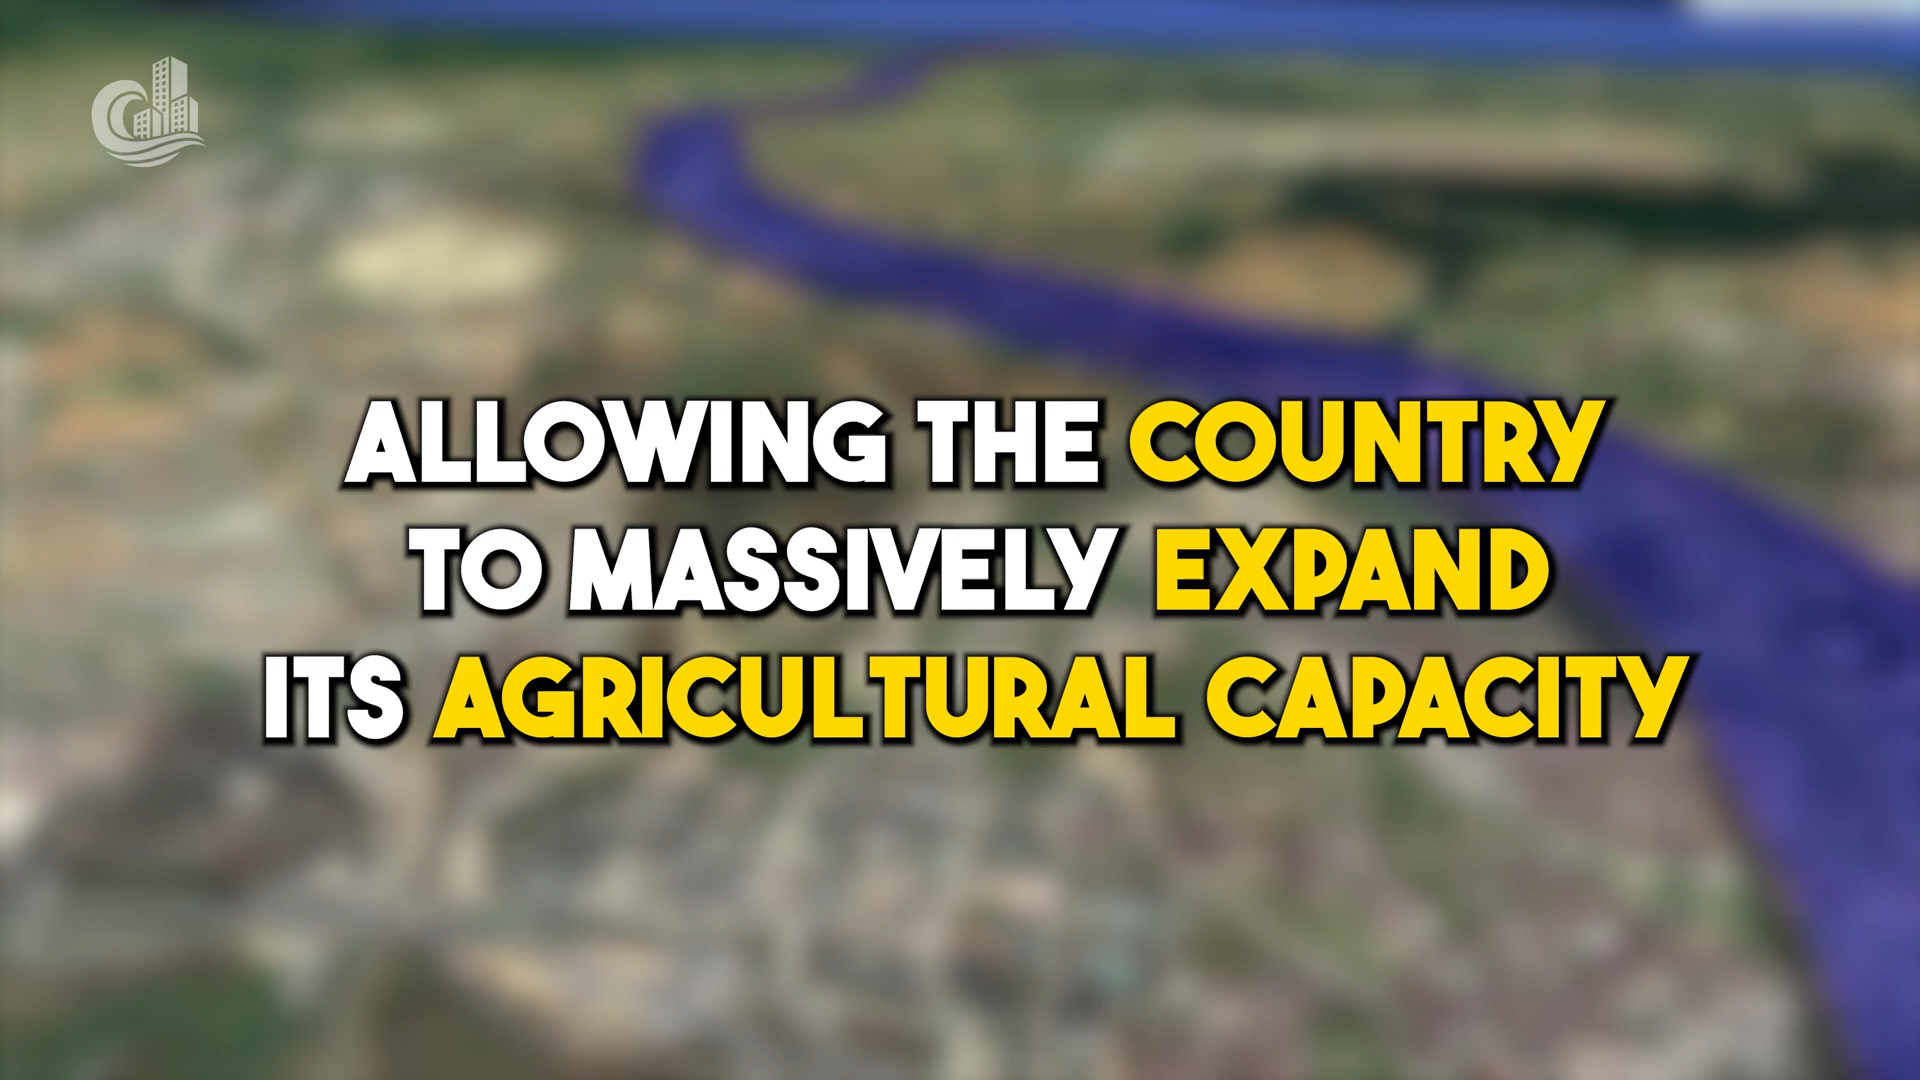 ALLOWING THE COUNTRY
TO MASSIVELY EXPAND
ITS AGRICULTURAL CAPACITY